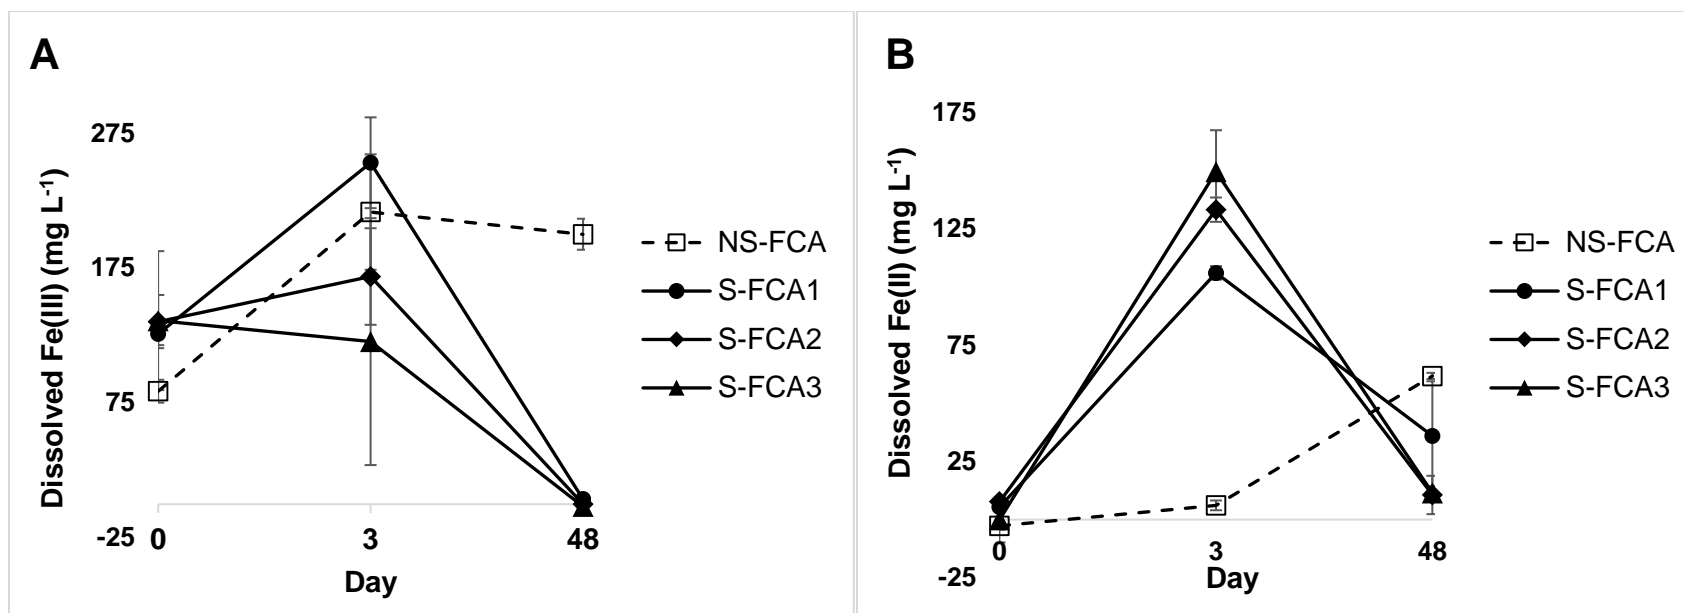 A
275
175
75
-25
0
3
48
Dissolved Fe(III) (mg L⁻¹)
Day
NS-FCA
S-FCA1
S-FCA2
S-FCA3
B
175
125
75
25
-25
0
3
48
Dissolved Fe(II) (mg L⁻¹)
Day
NS-FCA
S-FCA1
S-FCA2
S-FCA3